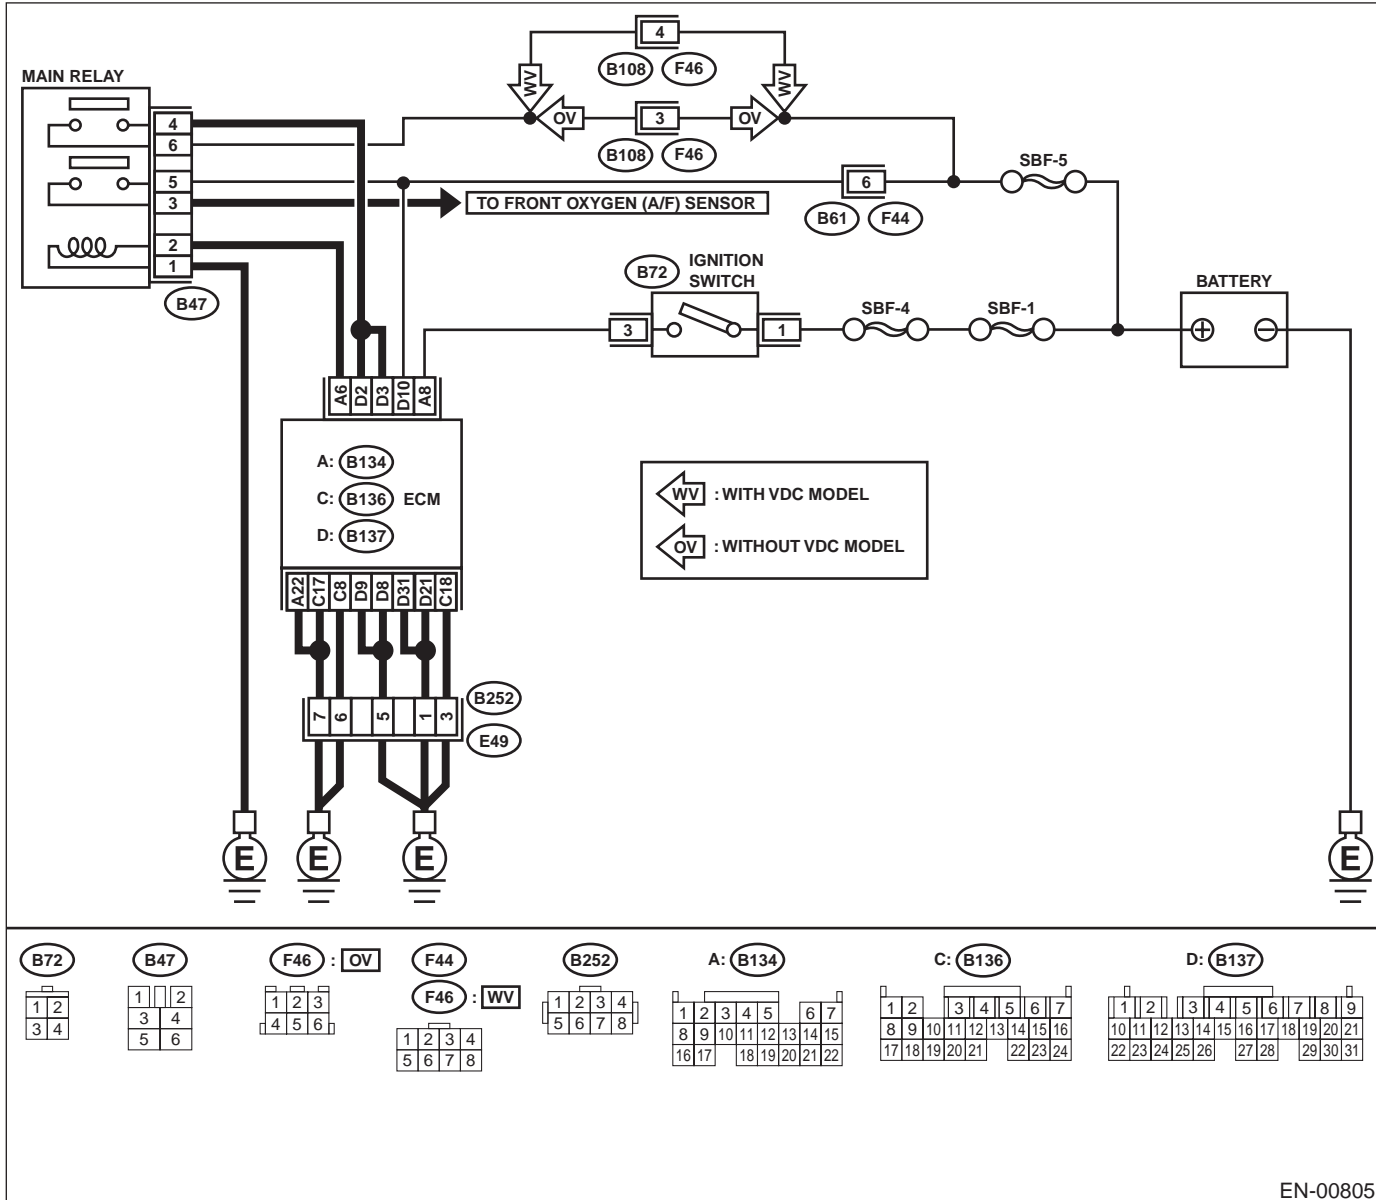 4
B108 F46
MAIN RELAY
WV WV
4
OV 3 OV
6
B108 F46
SBF-5
5
6
3
TO FRONT OXYGEN (A/F) SENSOR
B61 F44
2
1
B72 IGNITION
SWITCH
BATTERY
B47
SBF-4 SBF-1
3 1
+ −
A6 D2 D3 D10 A8
A: B134
C: B136 ECM
D: B137
WV : WITH VDC MODEL
OV : WITHOUT VDC MODEL
A22 C17 C8 D9 D8 D31 D21 C18
B252
7 6 5 1 3
E49
E E E E
B72 B47 F46 : OV F44 B252 A: B134 C: B136 D: B137
F46 : WV
1 2
3 4
1 2
3 4
5 6
1 2 3
4 5 6
1 2 3 4
5 6 7 8
1 2 3 4
5 6 7 8
1 2 3 4 5 6 7
8 9 10 11 12 13 14 15
16 17 18 19 20 21 22
1 2 3 4 5 6 7
8 9 10 11 12 13 14 15 16
17 18 19 20 21 22 23 24
1 2 3 4 5 6 7 8 9
10 11 12 13 14 15 16 17 18 19 20 21
22 23 24 25 26 27 28 29 30 31
EN-00805